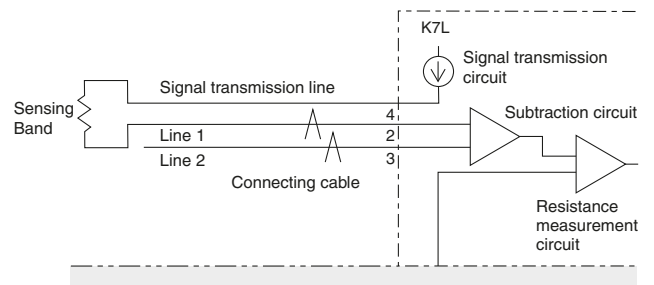 K7L
Signal transmission
circuit
Signal transmission line
Sensing
Band
4
Subtraction circuit
Line 1
2
Line 2
3
Connecting cable
Resistance
measurement
circuit